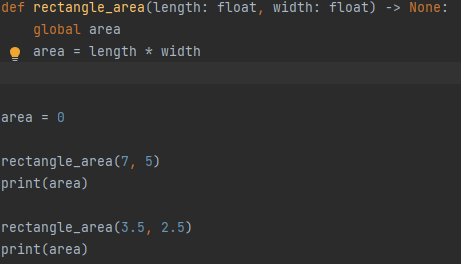 def rectangle_area(length: float, width: float) -> None:
    global area
    area = length * width
area = 0
rectangle_area(7, 5)
print(area)
rectangle_area(3.5, 2.5)
print(area)